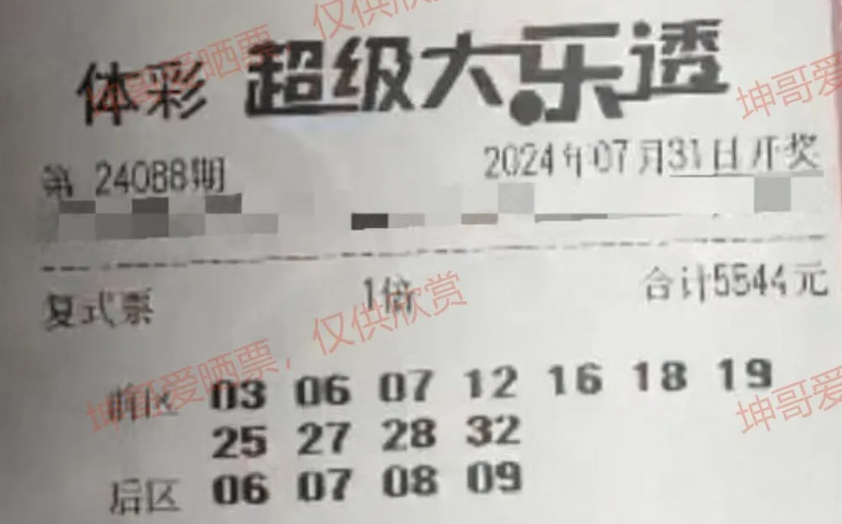 体彩 超级大乐透
第 24088期 2024年07月31日开奖
复式票 1倍 合计5544元
前区 03 06 07 12 16 18 19
25 27 28 32
后区 06 07 08 09
坤哥爱晒票，仅供欣赏
坤哥爱晒票，仅供欣赏
坤哥爱
坤哥爱